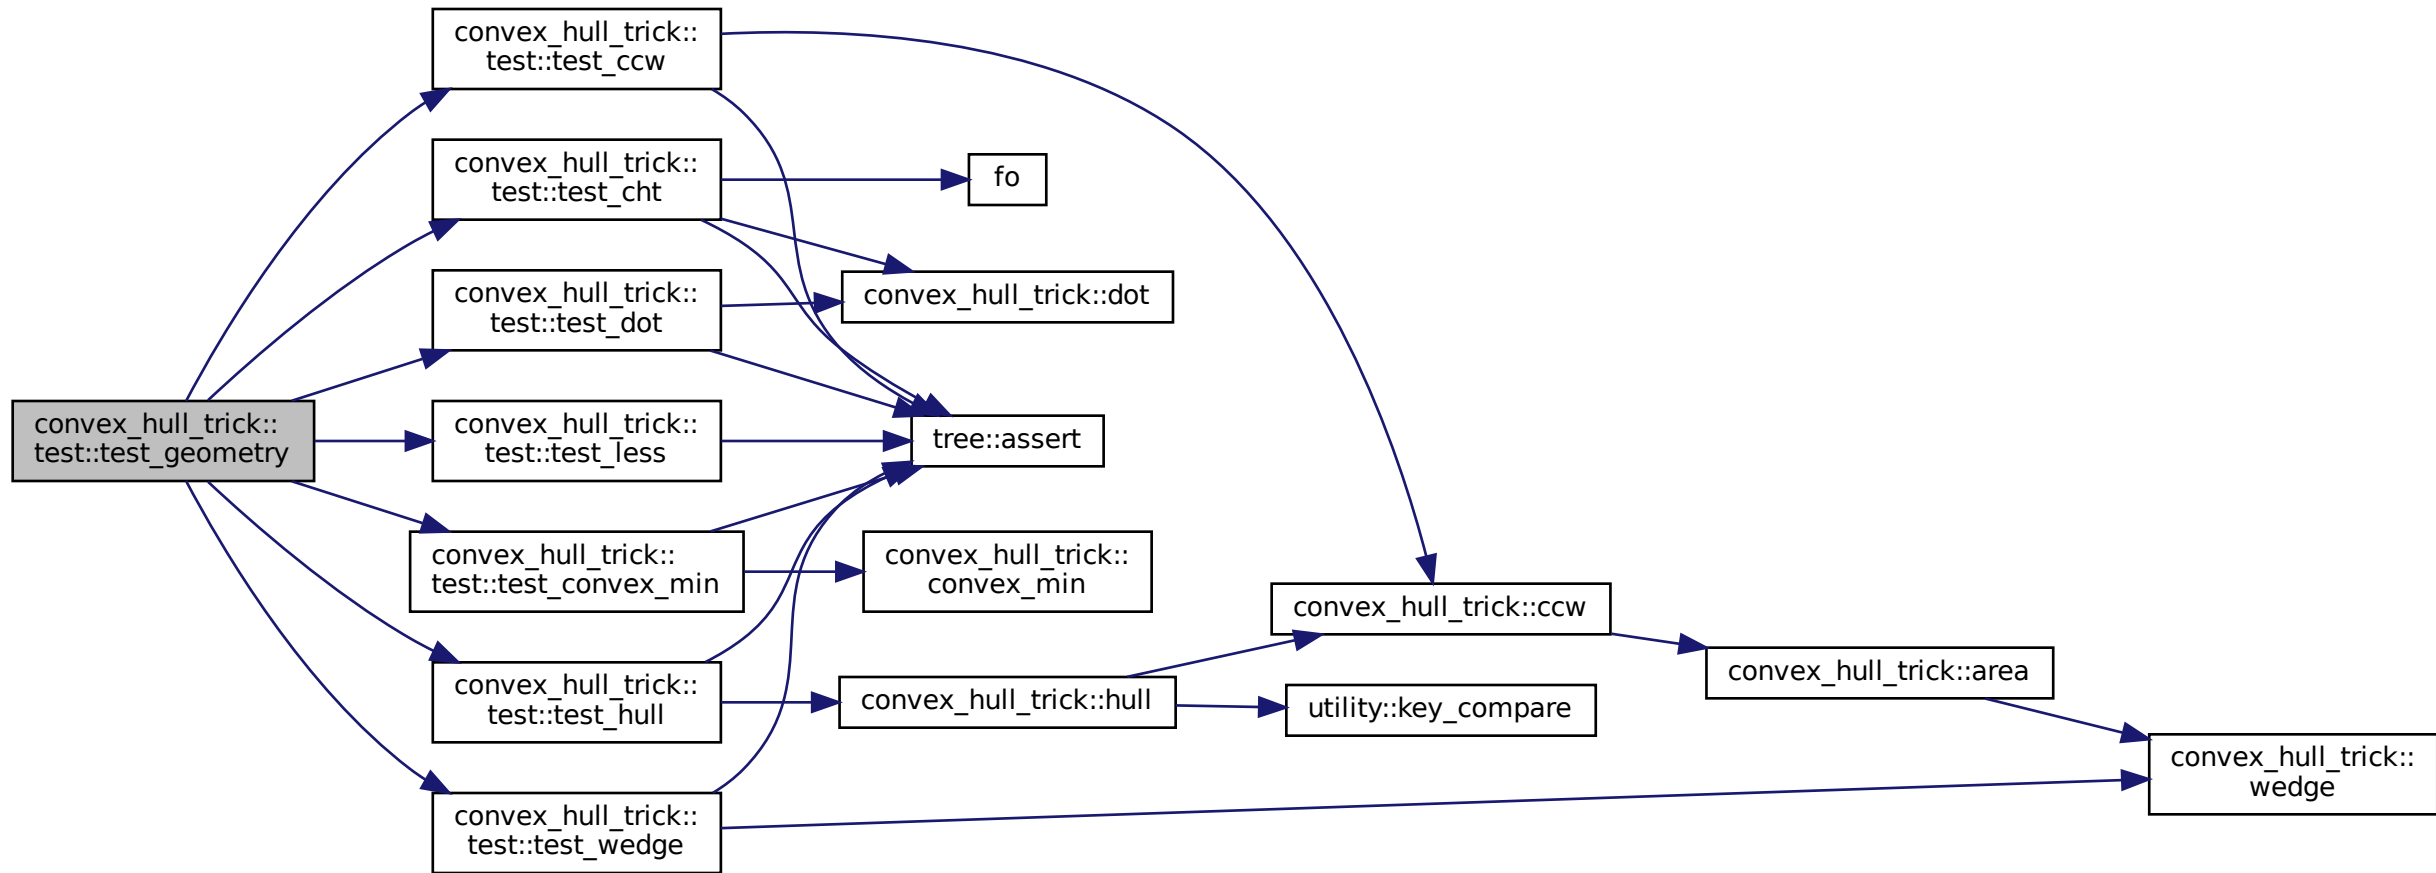 convex_hull_trick::
test::test_geometry
convex_hull_trick::
test::test_ccw
convex_hull_trick::
test::test_cht
convex_hull_trick::
test::test_dot
convex_hull_trick::
test::test_less
convex_hull_trick::
test::test_convex_min
convex_hull_trick::
test::test_hull
convex_hull_trick::
test::test_wedge
fo
convex_hull_trick::dot
tree::assert
convex_hull_trick::
convex_min
convex_hull_trick::hull
convex_hull_trick::ccw
utility::key_compare
convex_hull_trick::area
convex_hull_trick::
wedge